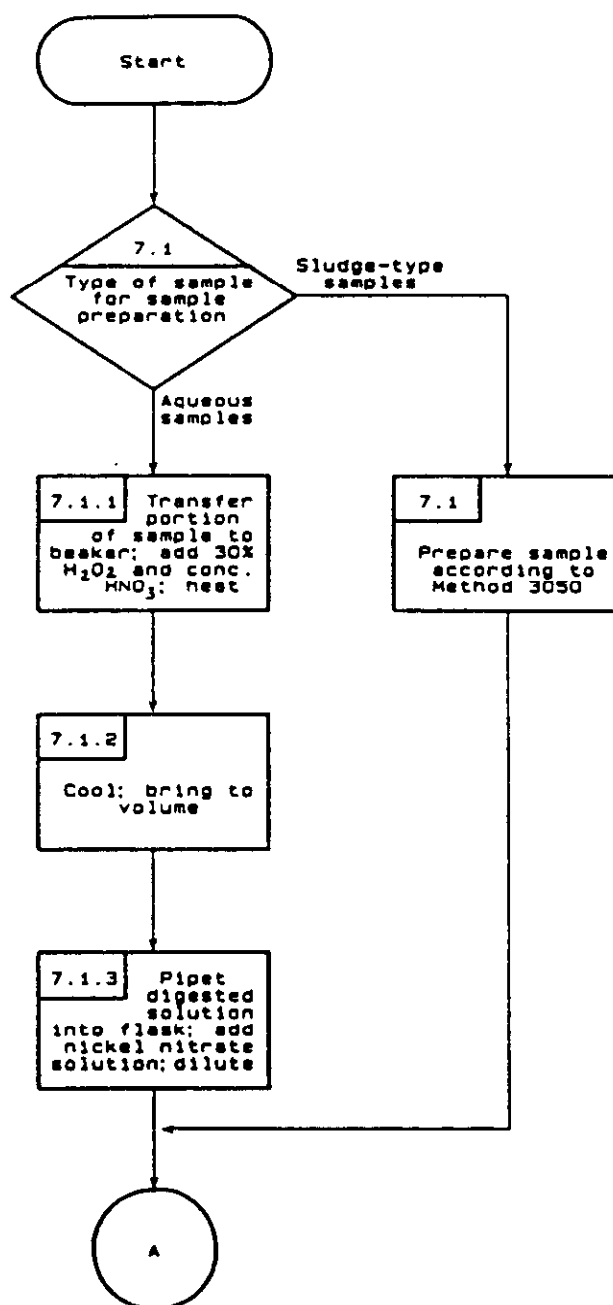 Start
7.1
Type of sample
for sample
preparation
Sludge-type
samples
Aqueous
samples
7.1.1 Transfer
portion
of sample to
beaker; add 30%
H₂O₂ and conc.
HNO₃; heat
7.1
Prepare sample
according to
Method 3050
7.1.2
Cool; bring to
volume
7.1.3 Pipet
digested
solution
into flask; add
nickel nitrate
solution; dilute
A